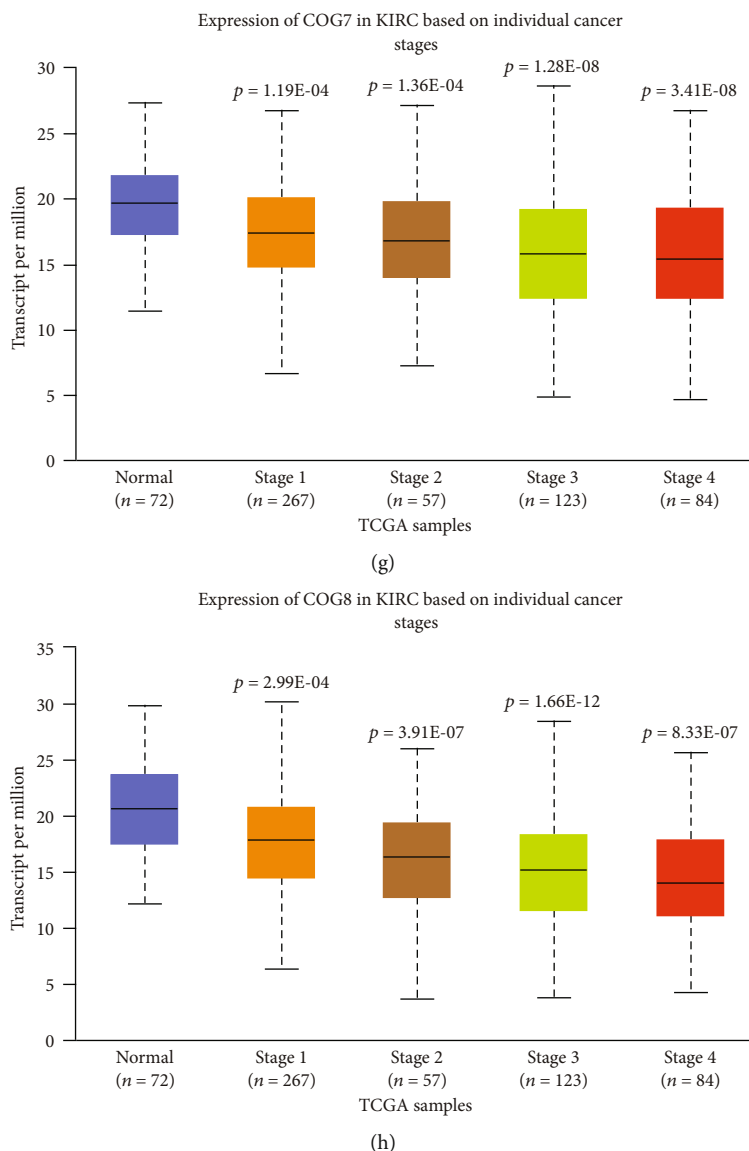 Expression of COG7 in KIRC based on individual cancer
stages
30
25
20
15
10
5
0
Transcript per million
p = 1.19E-04
p = 1.36E-04
p = 1.28E-08
p = 3.41E-08
Normal
(n = 72)
Stage 1
(n = 267)
Stage 2
(n = 57)
Stage 3
(n = 123)
Stage 4
(n = 84)
TCGA samples
(g)
Expression of COG8 in KIRC based on individual cancer
stages
35
30
25
20
15
10
5
0
Transcript per million
p = 2.99E-04
p = 3.91E-07
p = 1.66E-12
p = 8.33E-07
Normal
(n = 72)
Stage 1
(n = 267)
Stage 2
(n = 57)
Stage 3
(n = 123)
Stage 4
(n = 84)
TCGA samples
(h)